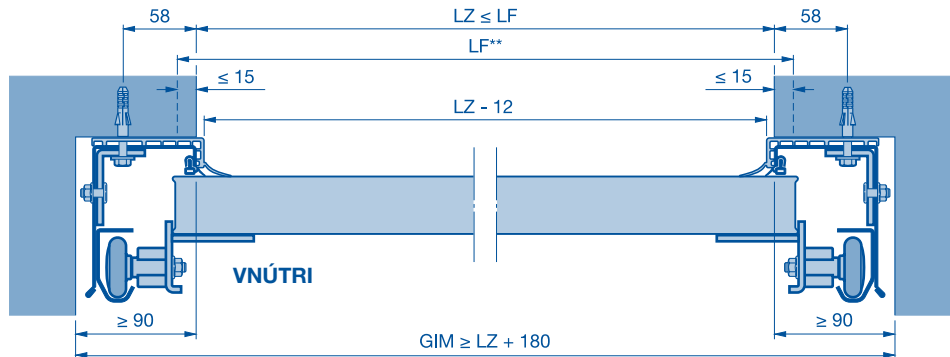 58 LZ ≤ LF 58
LF**
≤ 15 ≤ 15
LZ - 12
VNÚTRI
≥ 90 ≥ 90
GIM ≥ LZ + 180